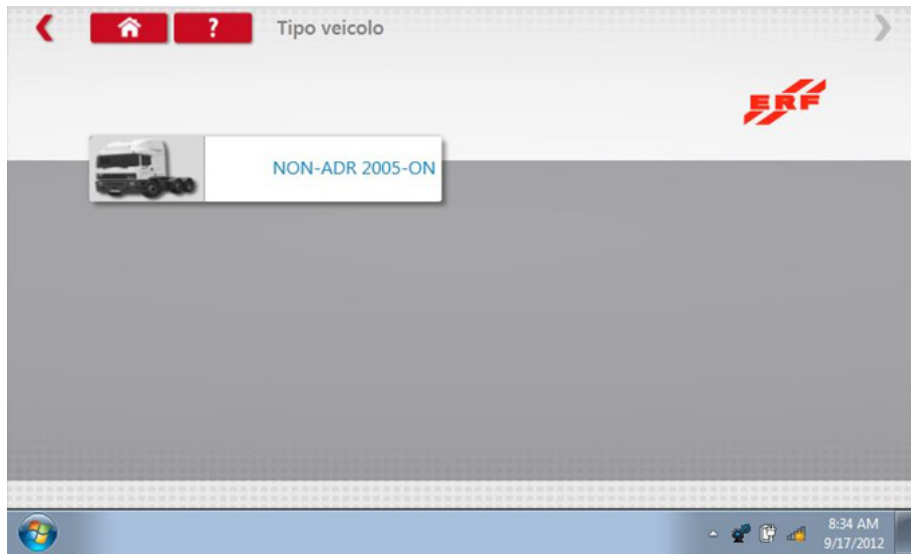 ?
Tipo veicolo
ERF
NON-ADR 2005-ON
8:34 AM
9/17/2012